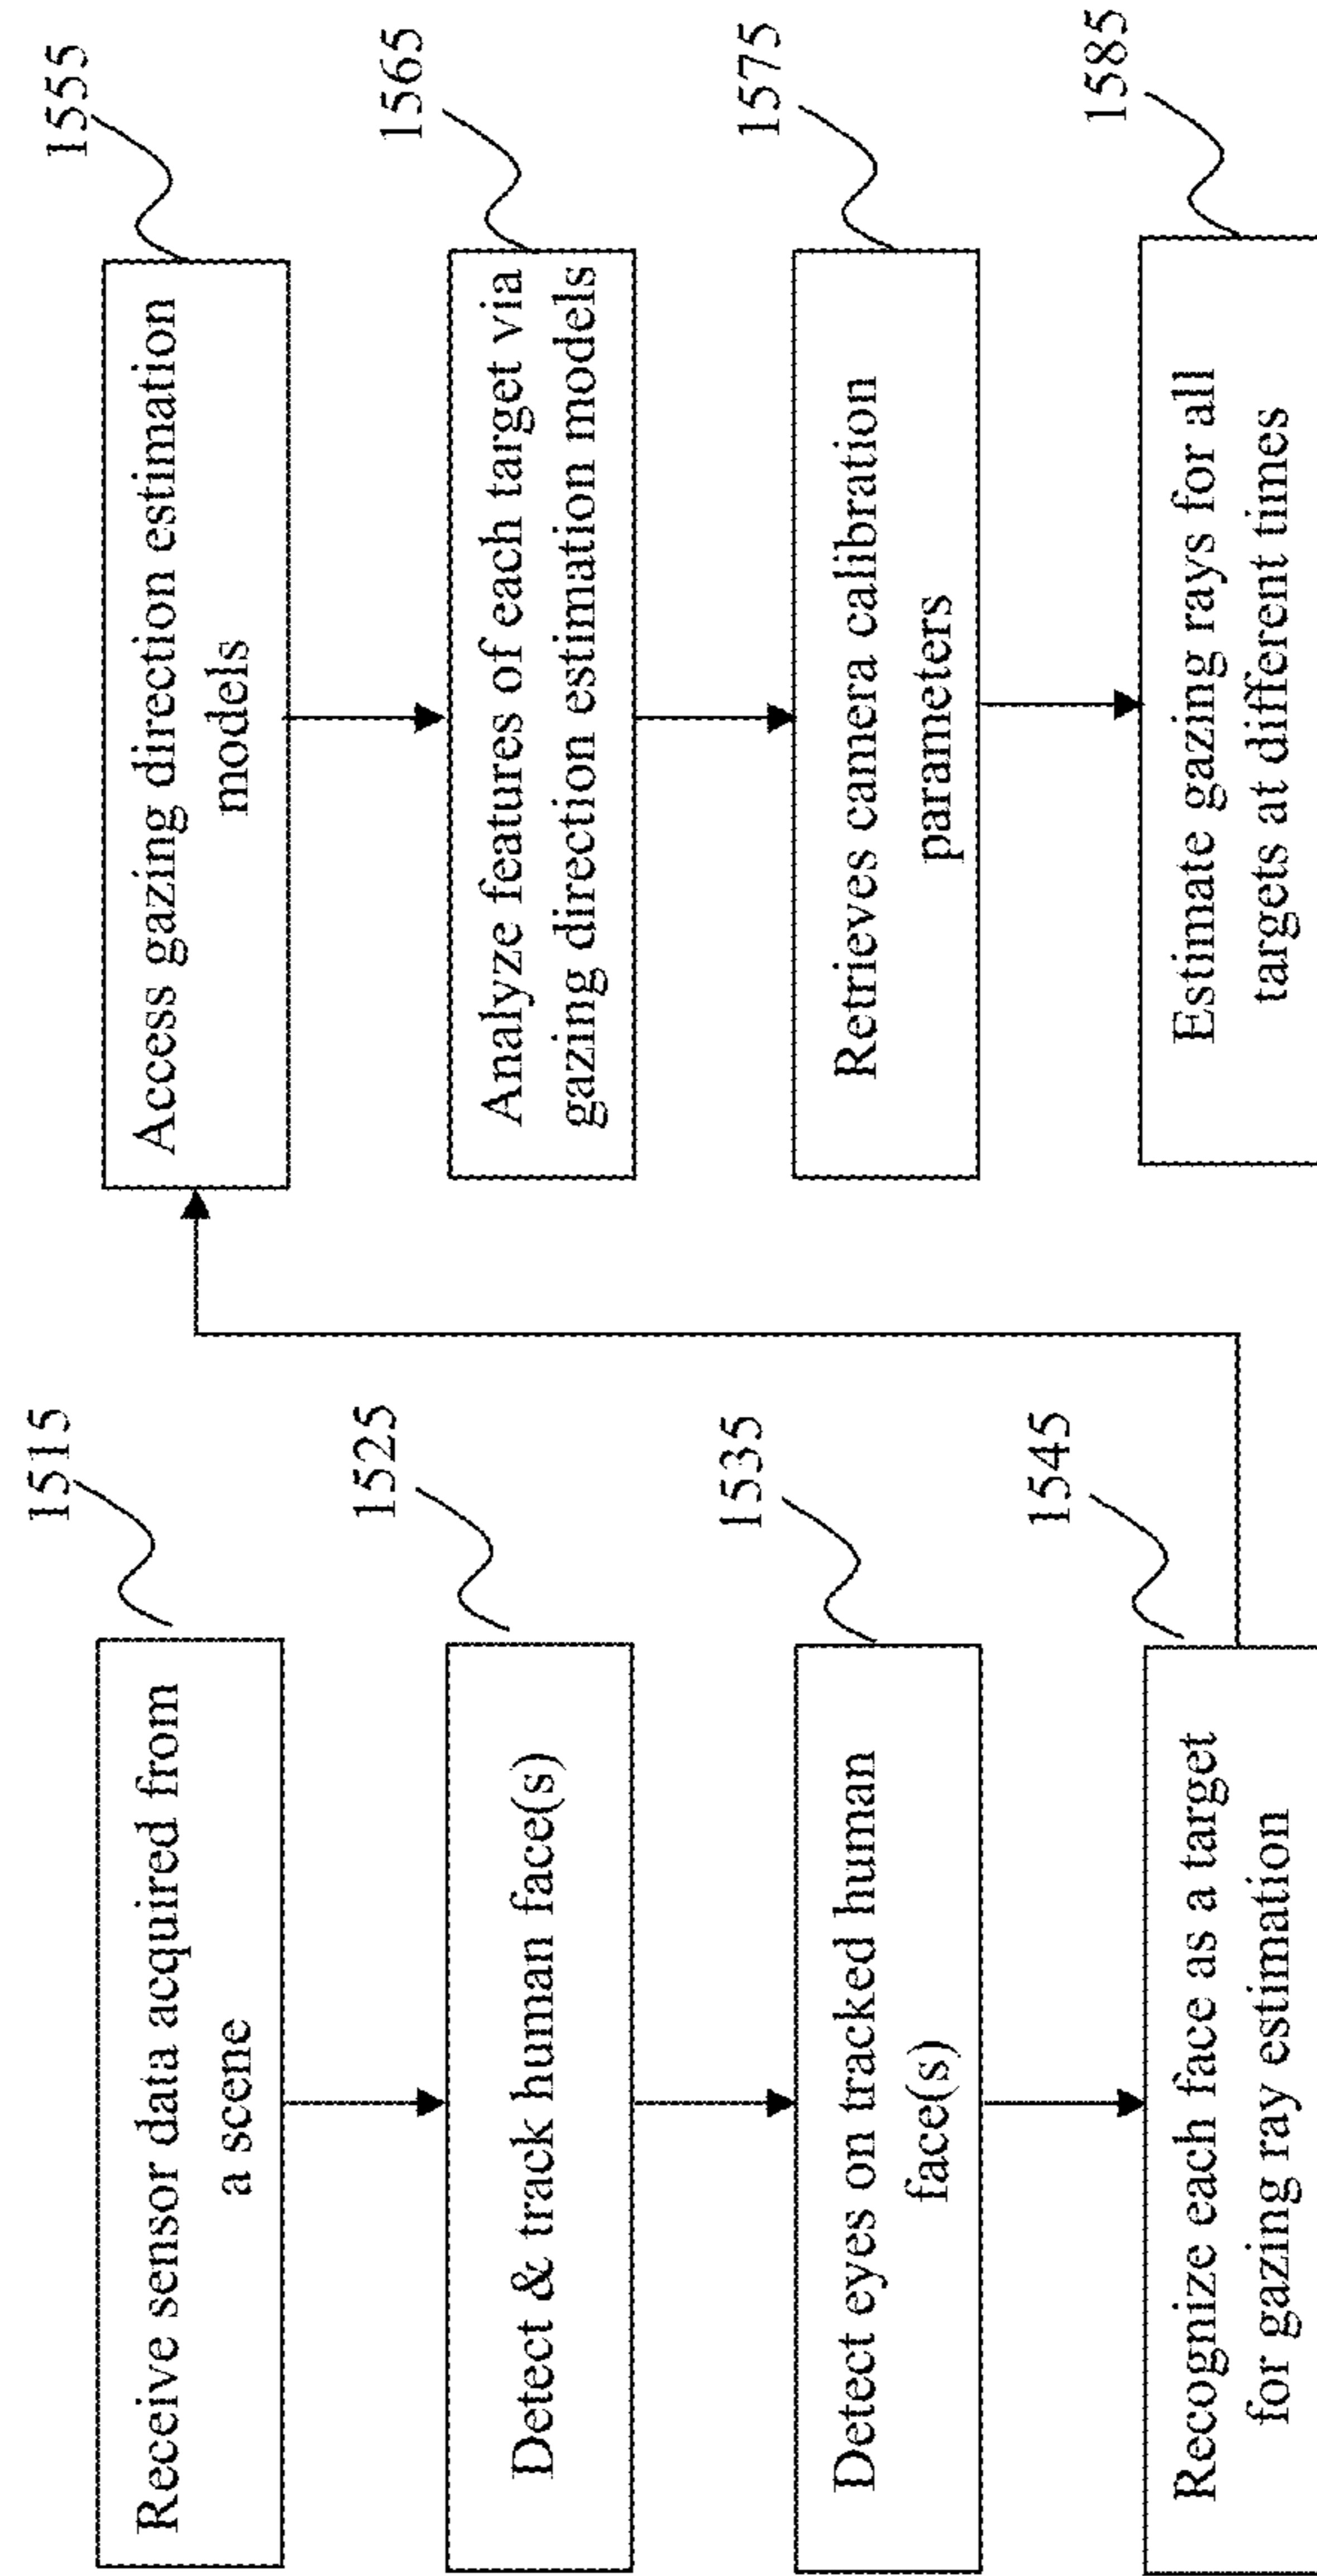 1515
Receive sensor data acquired from
a scene
1525
Detect & track human face(s)
1535
Detect eyes on tracked human
face(s)
1545
Recognize each face as a target
for gazing ray estimation
1555
Access gazing direction estimation
models
1565
Analyze features of each target via
gazing direction estimation models
1575
Retrieves camera calibration
parameters
1585
Estimate gazing rays for all
targets at different times